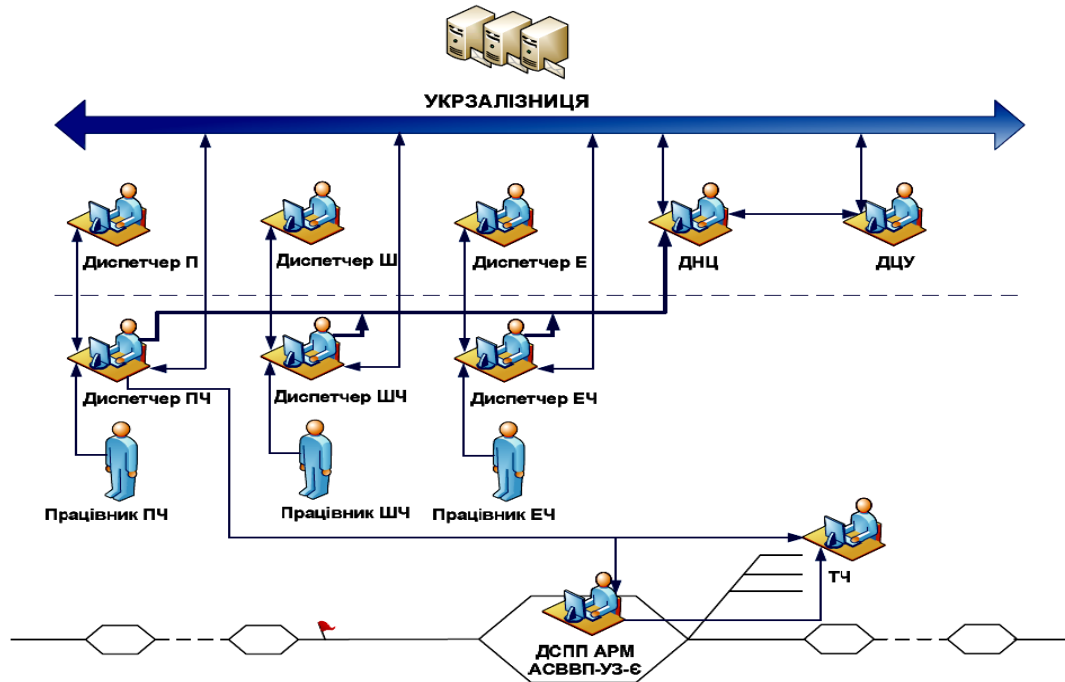 УКРЗАЛІЗНИЦЯ
Диспетчер П
Диспетчер Ш
Диспетчер Е
ДНЦ
ДЦУ
Диспетчер ПЧ
Диспетчер ШЧ
Диспетчер ЕЧ
Працівник ПЧ
Працівник ШЧ
Працівник ЕЧ
ТЧ
ДСПП АРМ
АСВВП-УЗ-Є